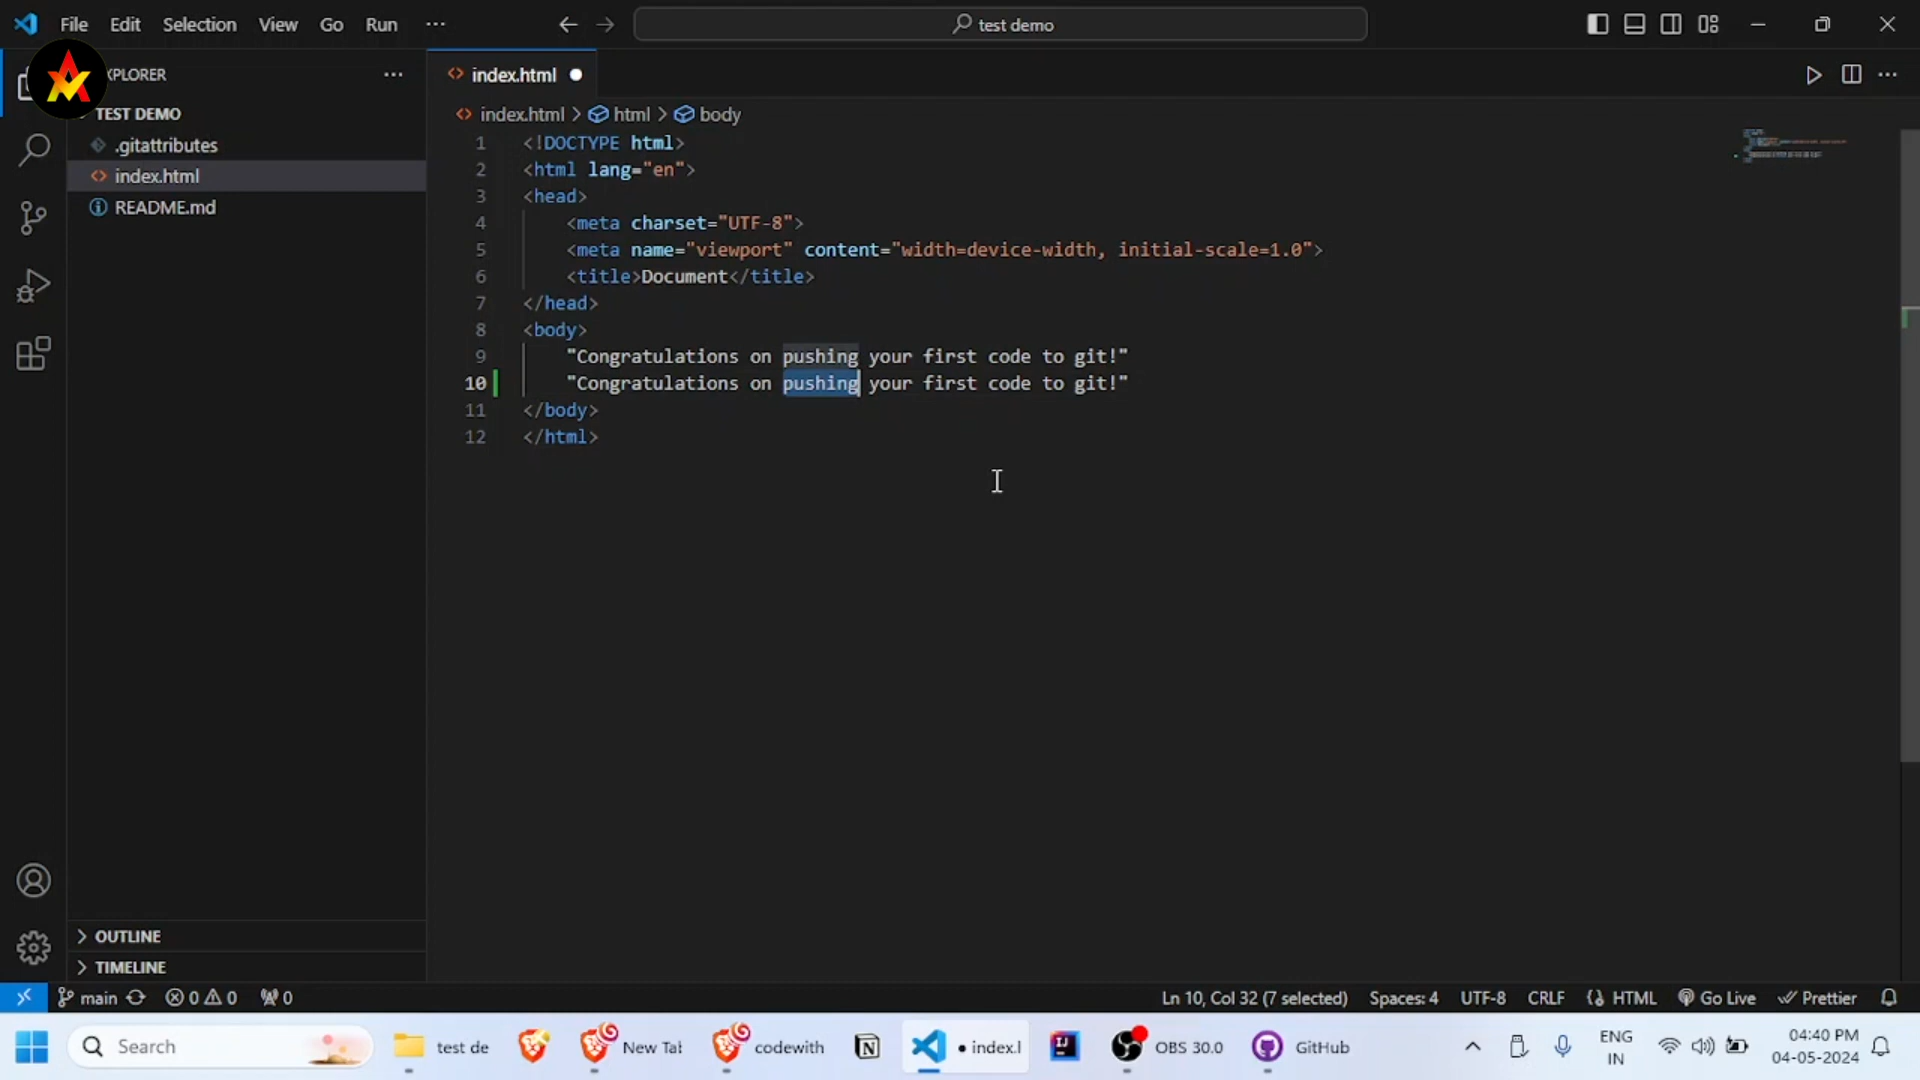 File Edit Selection View Go Run ··· test demo
XPLORER ··· index.html
TEST DEMO
index.html > html > body
.gitattributes
index.html
README.md
1 <!DOCTYPE html>
2 <html lang="en">
3 <head>
4 <meta charset="UTF-8">
5 <meta name="viewport" content="width=device-width, initial-scale=1.0">
6 <title>Document</title>
7 </head>
8 <body>
9 "Congratulations on pushing your first code to git!"
10 "Congratulations on pushing your first code to git!"
11 </body>
12 </html>
OUTLINE
TIMELINE
main 0 0 0 Ln 10, Col 32 (7 selected) Spaces: 4 UTF-8 CRLF HTML Go Live Prettier
Search test de New Tal codewith • index.l OBS 30.0 GitHub ENG IN 04:40 PM 04-05-2024